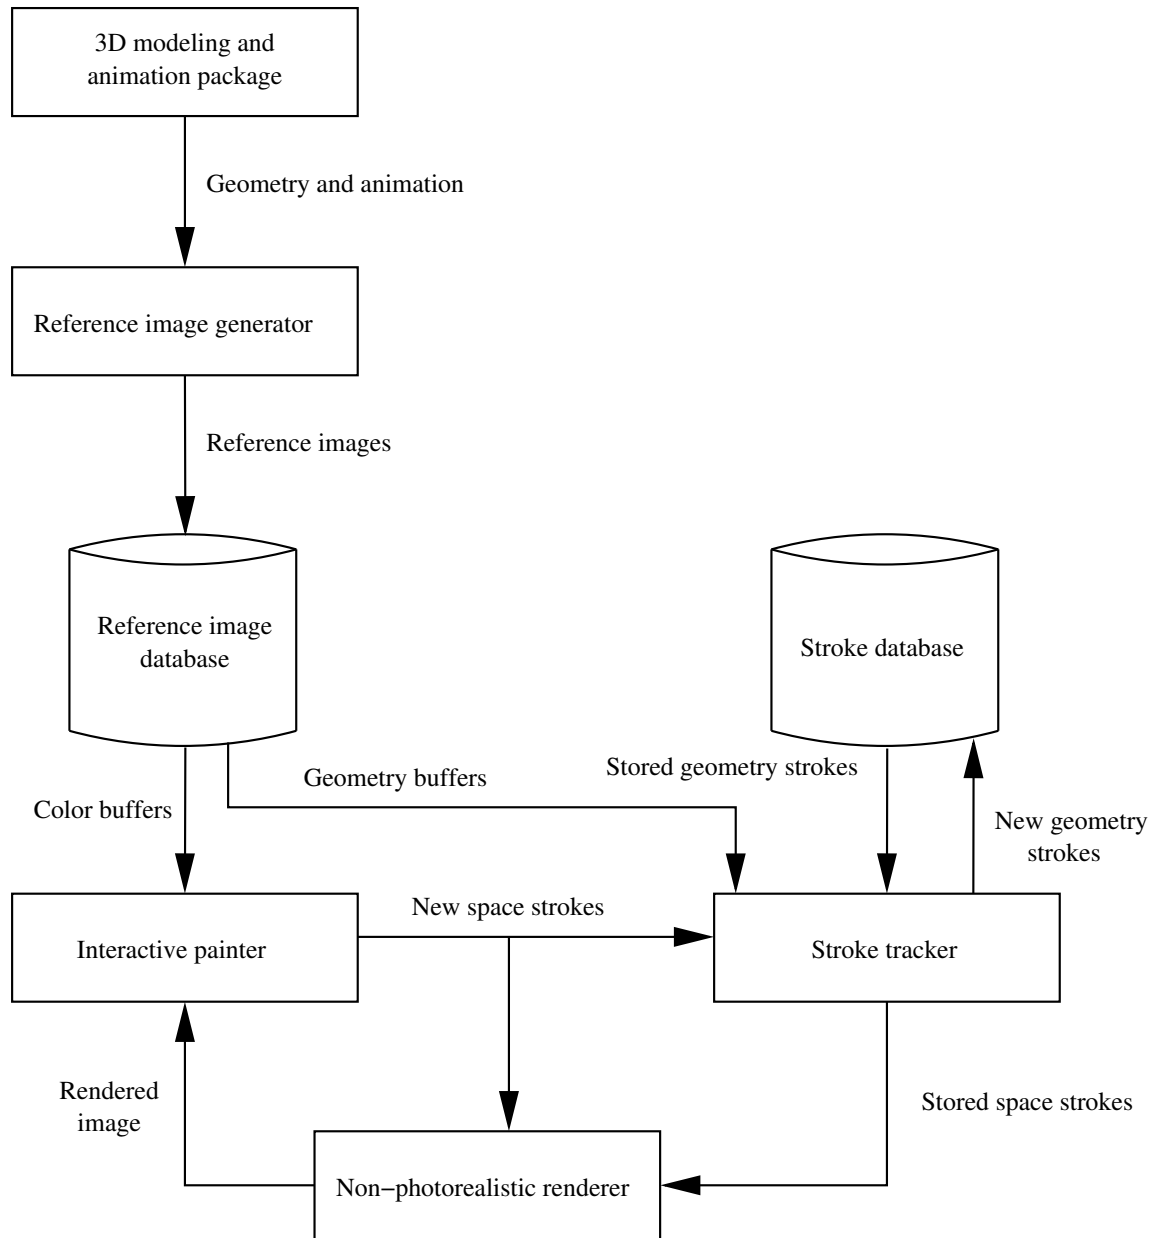 3D modeling and
animation package
Geometry and animation
Reference image generator
Reference images
Reference image
database
Stroke database
Geometry buffers
Stored geometry strokes
Color buffers
New geometry
strokes
New space strokes
Interactive painter
Stroke tracker
Rendered
image
Stored space strokes
Non−photorealistic renderer